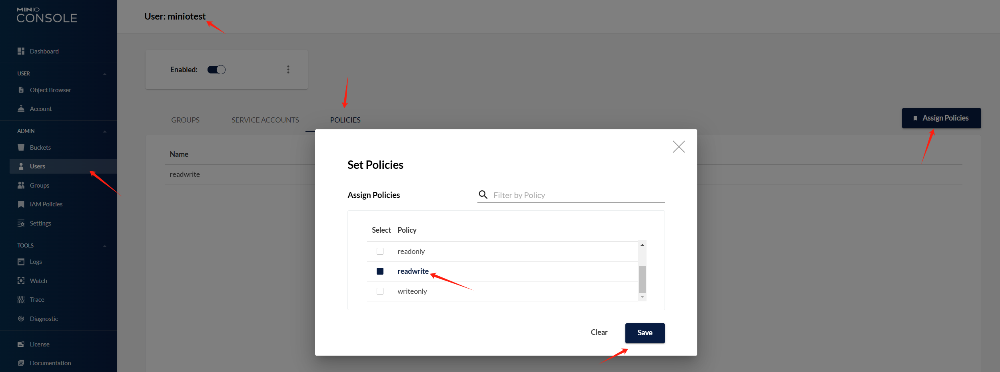 MINIO
CONSOLE
Dashboard
USER
Object Browser
Account
ADMIN
Buckets
Users
Groups
IAM Policies
Settings
TOOLS
Logs
Watch
Trace
Diagnostic
License
Documentation
User: miniotest
Enabled:
GROUPS SERVICE ACCOUNTS POLICIES
Assign Policies
Name
readwrite
Set Policies
Assign Policies Filter by Policy
Select Policy
readonly
readwrite
writeonly
Clear Save